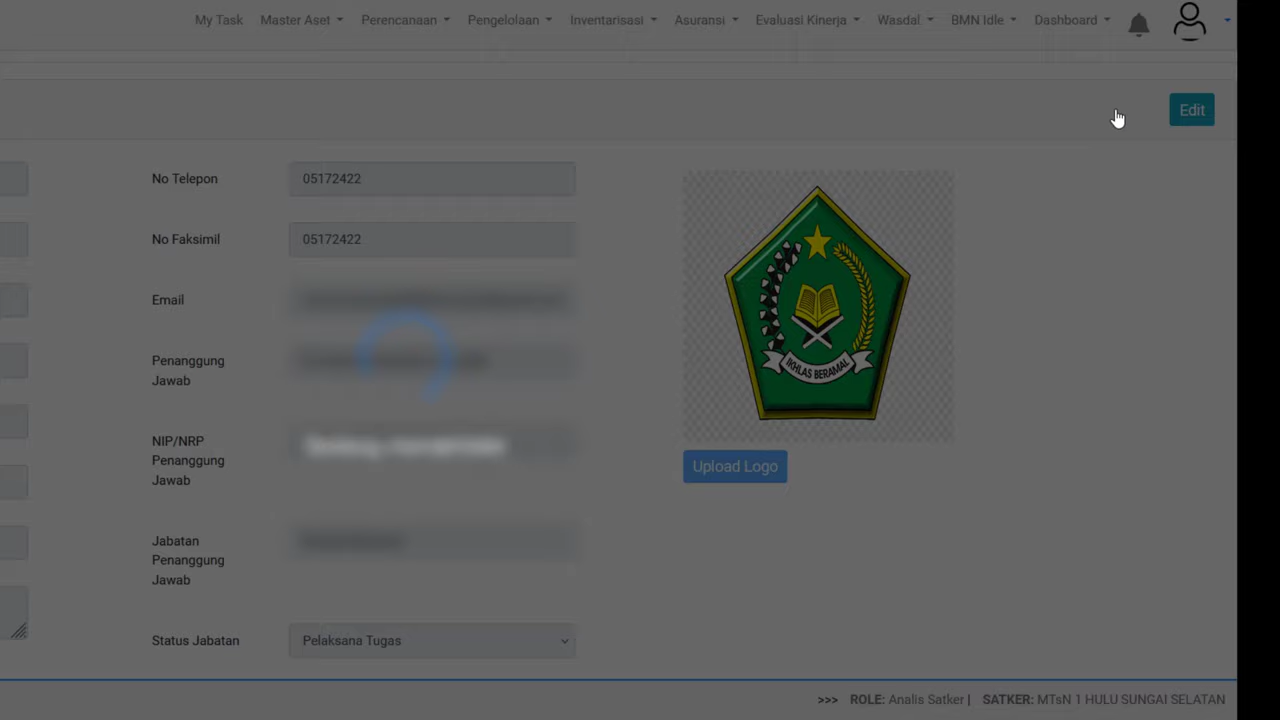 My Task Master Aset Perencanaan Pengelolaan Inventarisasi Asuransi Evaluasi Kinerja Wasdal BMN Idle Dashboard
Edit
No Telepon 05172422
No Faksimil 05172422
Email
Penanggung
Jawab
NIP/NRP
Penanggung
Jawab
Jabatan
Penanggung
Jawab
Status Jabatan Pelaksana Tugas
IKHLAS BERAMAL
Upload Logo
>>> ROLE: Analis Satker | SATKER: MTsN 1 HULU SUNGAI SELATAN